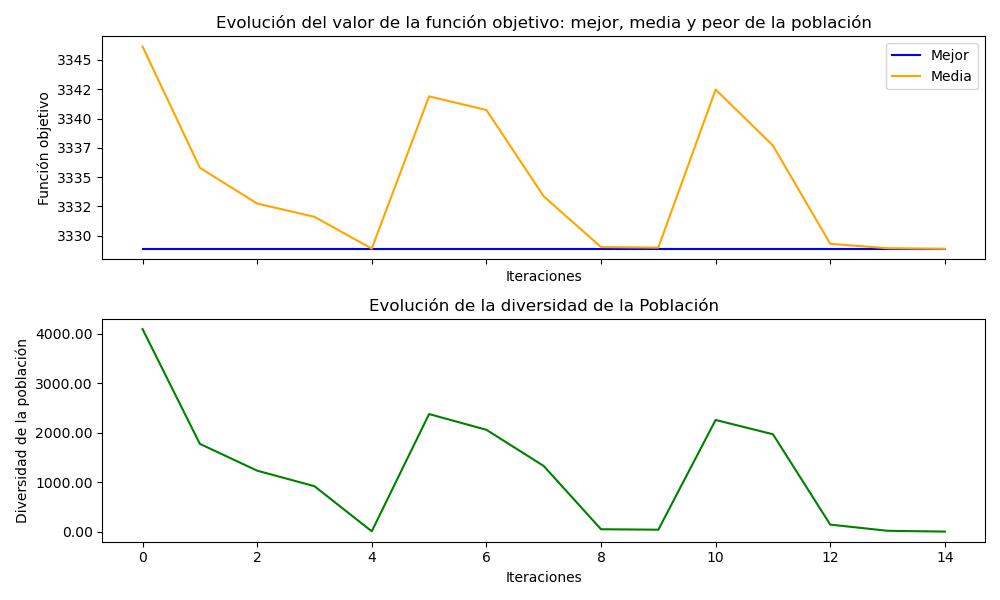 Evolución del valor de la función objetivo: mejor, media y peor de la población
Función objetivo
3345
3342
3340
3337
3335
3332
3330
Mejor
Media
Iteraciones
Evolución de la diversidad de la Población
Diversidad de la población
4000.00
3000.00
2000.00
1000.00
0.00
0 2 4 6 8 10 12 14
Iteraciones